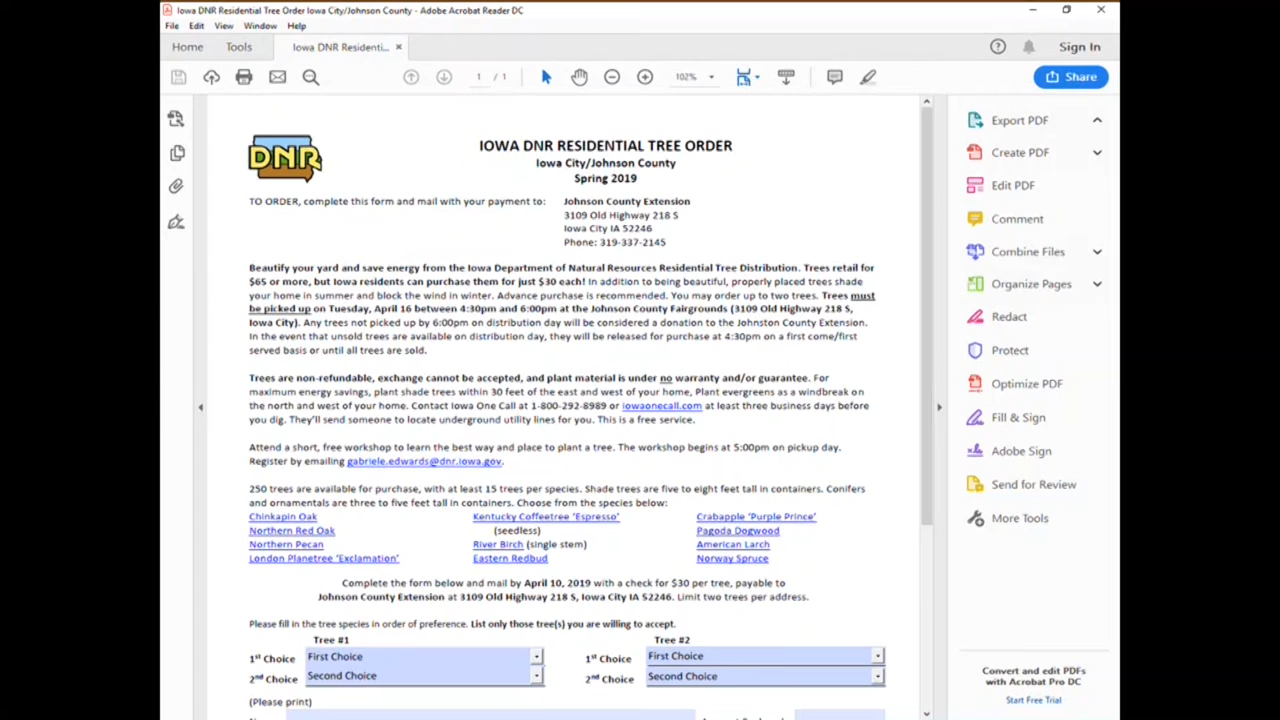 Iowa DNR Residential Tree Order Iowa City/Johnson County - Adobe Acrobat Reader DC
File Edit View Window Help
Home Tools Iowa DNR Residenti... Sign In
1 / 1 102% Share
DNR
IOWA DNR RESIDENTIAL TREE ORDER
Iowa City/Johnson County
Spring 2019
TO ORDER, complete this form and mail with your payment to: Johnson County Extension
3109 Old Highway 218 S
Iowa City IA 52246
Phone: 319-337-2145
Beautify your yard and save energy from the Iowa Department of Natural Resources Residential Tree Distribution. Trees retail for
$65 or more, but Iowa residents can purchase them for just $30 each! In addition to being beautiful, properly placed trees shade
your home in summer and block the wind in winter. Advance purchase is recommended. You may order up to two trees. Trees must
be picked up on Tuesday, April 16 between 4:30pm and 6:00pm at the Johnson County Fairgrounds (3109 Old Highway 218 S,
Iowa City). Any trees not picked up by 6:00pm on distribution day will be considered a donation to the Johnston County Extension.
In the event that unsold trees are available on distribution day, they will be released for purchase at 4:30pm on a first come/first
served basis or until all trees are sold.
Trees are non-refundable, exchange cannot be accepted, and plant material is under no warranty and/or guarantee. For
maximum energy savings, plant shade trees within 30 feet of the east and west of your home, Plant evergreens as a windbreak on
the north and west of your home. Contact Iowa One Call at 1-800-292-8989 or iowaonecall.com at least three business days before
you dig. They'll send someone to locate underground utility lines for you. This is a free service.
Attend a short, free workshop to learn the best way and place to plant a tree. The workshop begins at 5:00pm on pickup day.
Register by emailing gabriele.edwards@dnr.iowa.gov.
250 trees are available for purchase, with at least 15 trees per species. Shade trees are five to eight feet tall in containers. Conifers
and ornamentals are three to five feet tall in containers. Choose from the species below:
Chinkapin Oak Kentucky Coffeetree 'Espresso' Crabapple 'Purple Prince'
Northern Red Oak (seedless) Pagoda Dogwood
Northern Pecan River Birch (single stem) American Larch
London Planetree 'Exclamation' Eastern Redbud Norway Spruce
Complete the form below and mail by April 10, 2019 with a check for $30 per tree, payable to
Johnson County Extension at 3109 Old Highway 218 S, Iowa City IA 52246. Limit two trees per address.
Please fill in the tree species in order of preference. List only those tree(s) you are willing to accept.
Tree #1 Tree #2
1st Choice First Choice 1st Choice First Choice
2nd Choice Second Choice 2nd Choice Second Choice
(Please print)
Export PDF
Create PDF
Edit PDF
Comment
Combine Files
Organize Pages
Redact
Protect
Optimize PDF
Fill & Sign
Adobe Sign
Send for Review
More Tools
Convert and edit PDFs
with Acrobat Pro DC
Start Free Trial